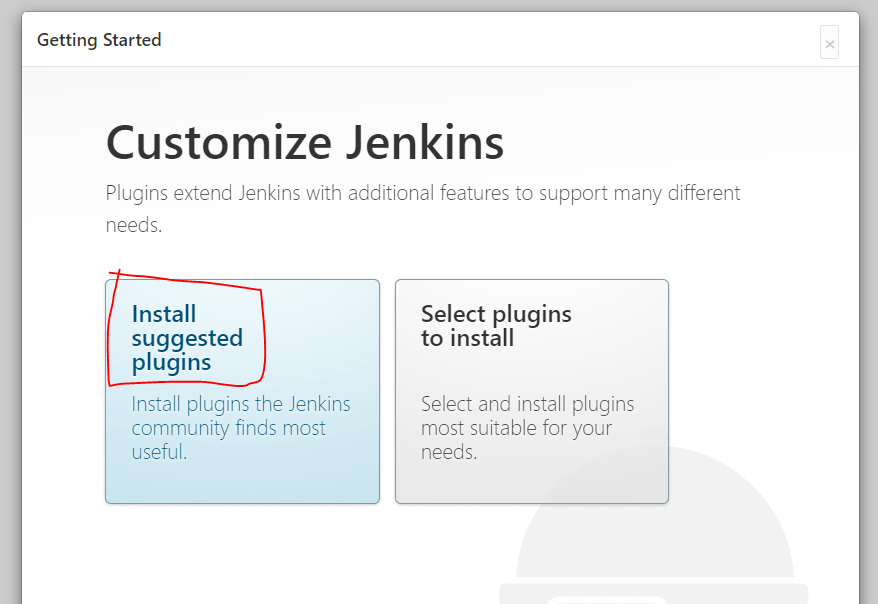 Getting Started
×
Customize Jenkins
Plugins extend Jenkins with additional features to support many different
needs.
Install
suggested
plugins
Install plugins the Jenkins
community finds most
useful.
Select plugins
to install
Select and install plugins
most suitable for your
needs.